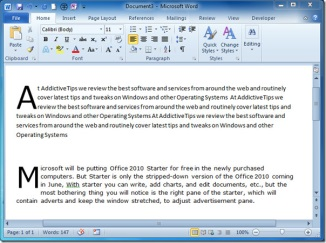 Document3 - Microsoft Word
File Home Insert Page Layout References Mailings Review View Developer
Calibri (Body) 11
Paste
B I U abc x₂ x²
Quick Styles Change Styles Editing
Clipboard Font Paragraph Styles
At AddictiveTips we review the best software and services from around the web and routinely
cover latest tips and tweaks on Windows and other Operating Systems At AddictiveTips we
review the best software and services from around the web and routinely cover latest tips and
tweaks on Windows and other Operating Systems At AddictiveTips we review the best software and
services from around the web and routinely cover latest tips and tweaks on Windows and other
Operating Systems
Microsoft will be putting Office 2010 Starter for free in the newly purchased
computers. But Starter is only the stripped-down version of the Office 2010 coming
in June, With starter you can write, add charts, and edit documents, etc., but the
most bothering thing you will notice is the right pane of the starter, which will
contain adverts and keep the window stretched, to adjust advertisement pane.
Page: 1 of 1 Words: 147 100%